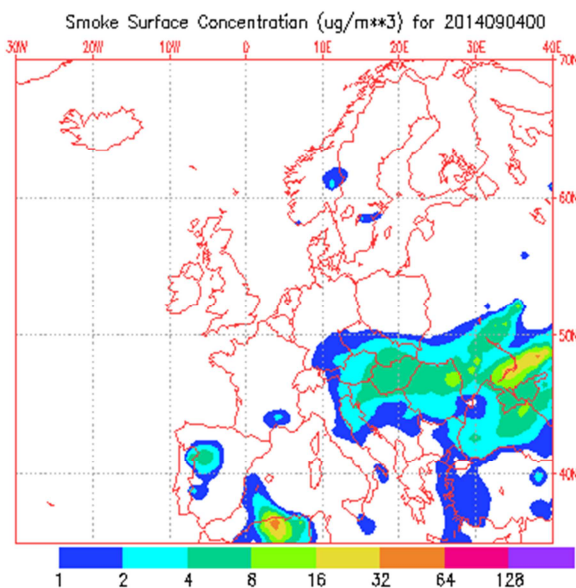 Smoke Surface Concentration (ug/m**3) for 2014090400
30W 20W 10W 0 10E 20E 30E 40E
70N
60N
50N
40N
1 2 4 8 16 32 64 128